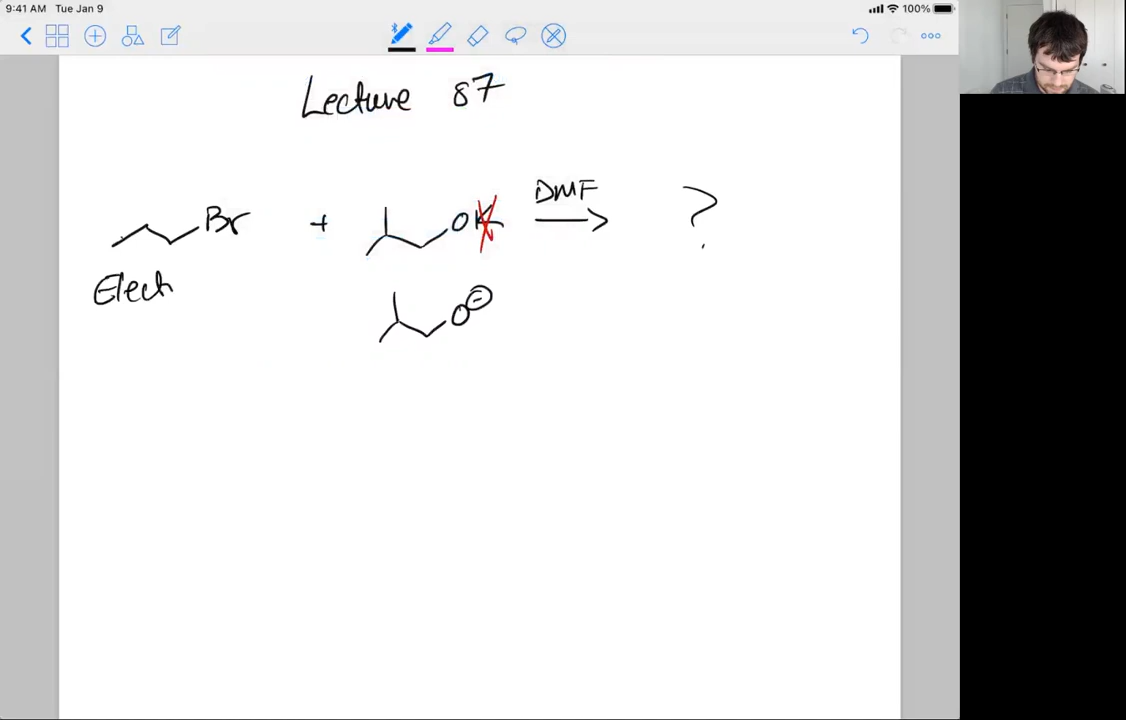 9:41 AM Tue Jan 9
100%
Lecture 87
Br + OK DMF ?
Elech
O